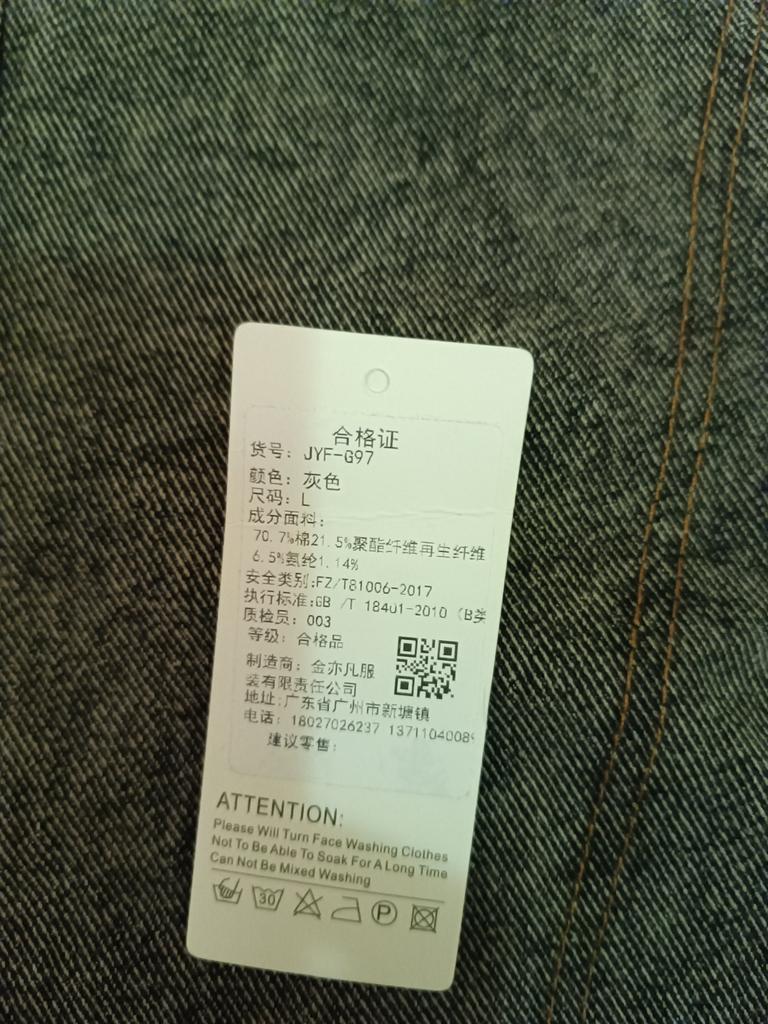 合格证
货号：JYF-G97
颜色：灰色
尺码：L
成分面料：
70.7%棉21.5%聚酯纤维再生纤维
6.5%氨纶1.14%
安全类别:FZ/T81006-2017
执行标准:GB /T 18401-2010（B类
质检员：003
等级：合格品
制造商：金亦凡服
装有限责任公司
地址:广东省广州市新塘镇
电话：18027026237 1371104008
建议零售：
ATTENTION:
Please Will Turn Face Washing Clothes
Not To Be Able To Soak For A Long Time
Can Not Be Mixed Washing
30 P